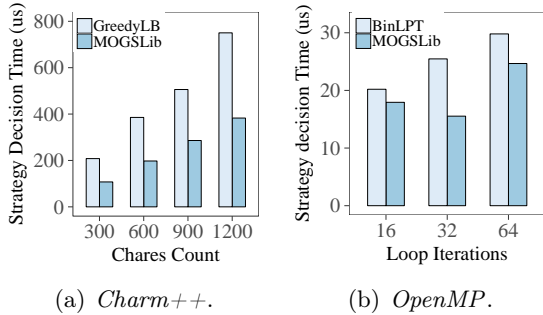 Strategy Decision Time (us)
800
600
400
200
0
GreedyLB
MOGSLib
300 600 900 1200
Chares Count
(a) Charm++.
Strategy decision Time (us)
30
20
10
0
BinLPT
MOGSLib
16 32 64
Loop Iterations
(b) OpenMP.